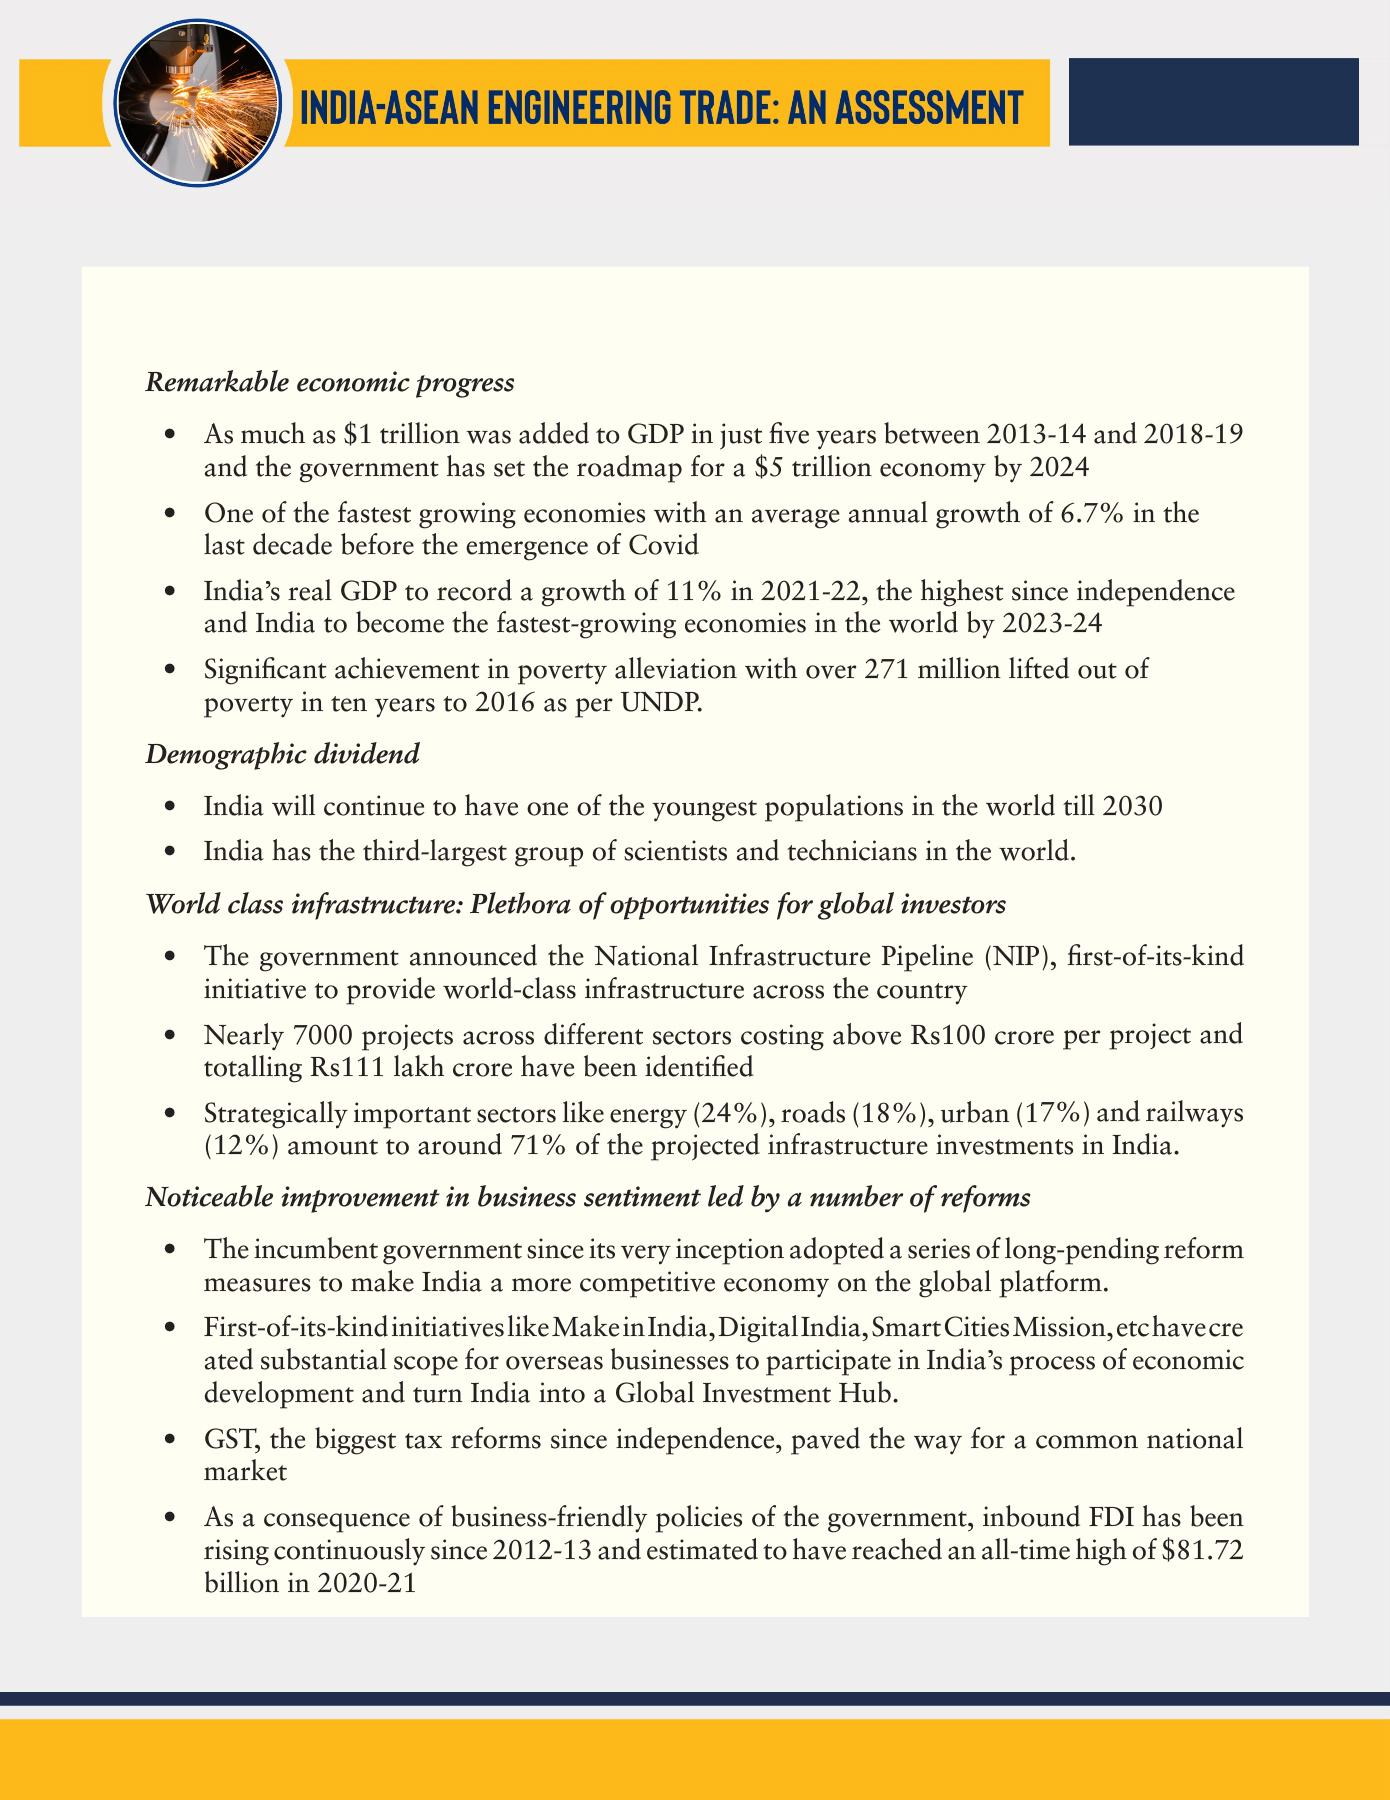 INDIA-ASEAN ENGINEERING TRADE: AN ASSESSMENT
Remarkable economic progress
• As much as $1 trillion was added to GDP in just five years between 2013-14 and 2018-19
and the government has set the roadmap for a $5 trillion economy by 2024
• One of the fastest growing economies with an average annual growth of 6.7% in the
last decade before the emergence of Covid
• India's real GDP to record a growth of 11% in 2021-22, the highest since independence
and India to become the fastest-growing economies in the world by 2023-24
• Significant achievement in poverty alleviation with over 271 million lifted out of
poverty in ten years to 2016 as per UNDP.
Demographic dividend
• India will continue to have one of the youngest populations in the world till 2030
• India has the third-largest group of scientists and technicians in the world.
World class infrastructure: Plethora of opportunities for global investors
• The government announced the National Infrastructure Pipeline (NIP), first-of-its-kind
initiative to provide world-class infrastructure across the country
• Nearly 7000 projects across different sectors costing above Rs100 crore per project and
totalling Rs111 lakh crore have been identified
• Strategically important sectors like energy (24%), roads (18%), urban (17%) and railways
(12%) amount to around 71% of the projected infrastructure investments in India.
Noticeable improvement in business sentiment led by a number of reforms
• The incumbent government since its very inception adopted a series of long-pending reform
measures to make India a more competitive economy on the global platform.
• First-of-its-kind initiatives like Make in India, Digital India, Smart Cities Mission, etc have cre
ated substantial scope for overseas businesses to participate in India's process of economic
development and turn India into a Global Investment Hub.
• GST, the biggest tax reforms since independence, paved the way for a common national
market
• As a consequence of business-friendly policies of the government, inbound FDI has been
rising continuously since 2012-13 and estimated to have reached an all-time high of $81.72
billion in 2020-21